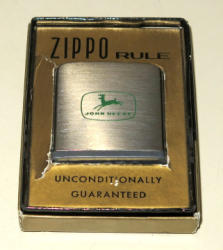 ZIPPO RULE
JOHN DEERE
UNCONDITIONALLY
GUARANTEED